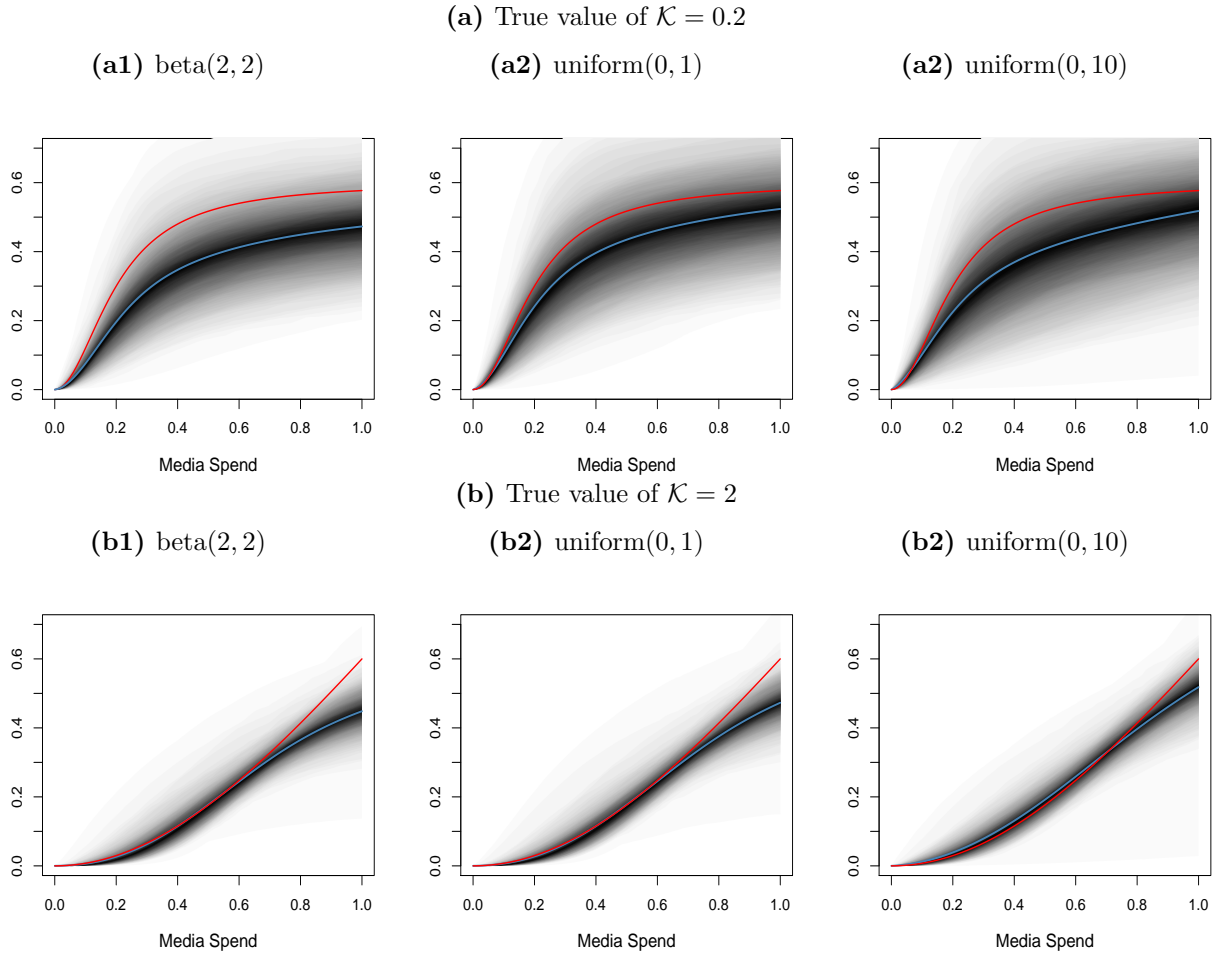 (a) True value of 𝒦 = 0.2
(a1) beta(2, 2)
(a2) uniform(0, 1)
(a2) uniform(0, 10)
0.0 0.2 0.4 0.6
0.0 0.2 0.4 0.6 0.8 1.0
Media Spend
0.0 0.2 0.4 0.6
0.0 0.2 0.4 0.6 0.8 1.0
Media Spend
0.0 0.2 0.4 0.6
0.0 0.2 0.4 0.6 0.8 1.0
Media Spend
(b) True value of 𝒦 = 2
(b1) beta(2, 2)
(b2) uniform(0, 1)
(b2) uniform(0, 10)
0.0 0.2 0.4 0.6
0.0 0.2 0.4 0.6 0.8 1.0
Media Spend
0.0 0.2 0.4 0.6
0.0 0.2 0.4 0.6 0.8 1.0
Media Spend
0.0 0.2 0.4 0.6
0.0 0.2 0.4 0.6 0.8 1.0
Media Spend